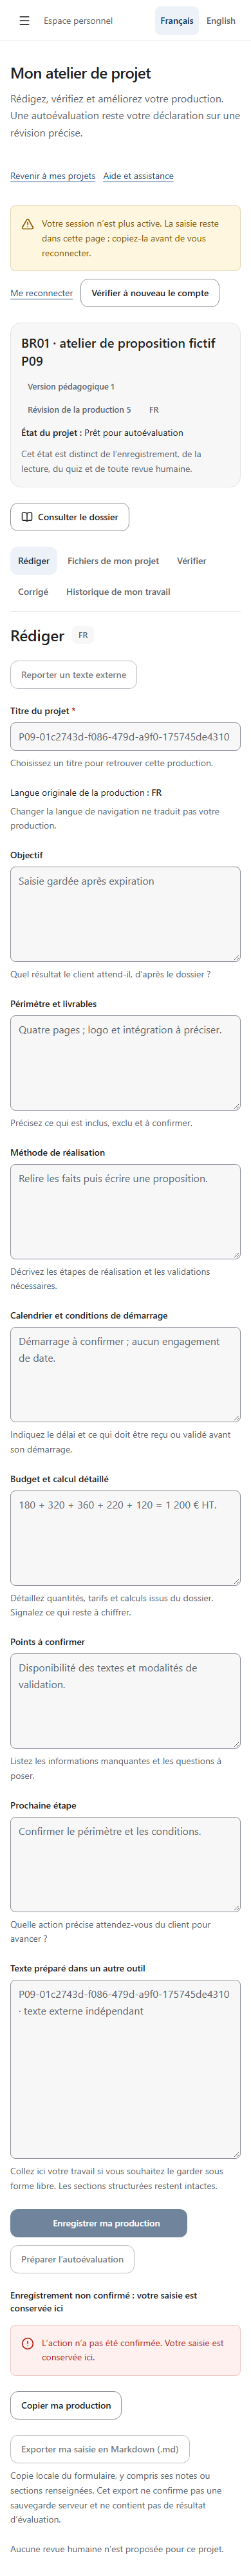 Espace personnel
Français
English
Mon atelier de projet
Rédigez, vérifiez et améliorez votre production.
Une autoévaluation reste votre déclaration sur une
révision précise.
Revenir à mes projets
Aide et assistance
Votre session n'est plus active. La saisie reste
dans cette page : copiez-la avant de vous
reconnecter.
Me reconnecter
Vérifier à nouveau le compte
BR01 · atelier de proposition fictif
P09
Version pédagogique 1
Révision de la production 5
FR
État du projet : Prêt pour autoévaluation
Cet état est distinct de l'enregistrement, de la
lecture, du quiz et de toute revue humaine.
Consulter le dossier
Rédiger
Fichiers de mon projet
Vérifier
Corrigé
Historique de mon travail
Rédiger
FR
Reporter un texte externe
Titre du projet *
P09-01c2743d-f086-479d-a9f0-175745de4310
Choisissez un titre pour retrouver cette production.
Langue originale de la production : FR
Changer la langue de navigation ne traduit pas votre
production.
Objectif
Saisie gardée après expiration
Quel résultat le client attend-il, d'après le dossier ?
Périmètre et livrables
Quatre pages ; logo et intégration à préciser.
Précisez ce qui est inclus, exclu et à confirmer.
Méthode de réalisation
Relire les faits puis écrire une proposition.
Décrivez les étapes de réalisation et les validations
nécessaires.
Calendrier et conditions de démarrage
Démarrage à confirmer ; aucun engagement
de date.
Indiquez le délai et ce qui doit être reçu ou validé avant
son démarrage.
Budget et calcul détaillé
180 + 320 + 360 + 220 + 120 = 1 200 € HT.
Détaillez quantités, tarifs et calculs issus du dossier.
Signalez ce qui reste à chiffrer.
Points à confirmer
Disponibilité des textes et modalités de
validation.
Listez les informations manquantes et les questions à
poser.
Prochaine étape
Confirmer le périmètre et les conditions.
Quelle action précise attendez-vous du client pour
avancer ?
Texte préparé dans un autre outil
P09-01c2743d-f086-479d-a9f0-175745de4310
· texte externe indépendant
Collez ici votre travail si vous souhaitez le garder sous
forme libre. Les sections structurées restent intactes.
Enregistrer ma production
Préparer l'autoévaluation
Enregistrement non confirmé : votre saisie est
conservée ici
L'action n'a pas été confirmée. Votre saisie est
conservée ici.
Copier ma production
Exporter ma saisie en Markdown (.md)
Copie locale du formulaire, y compris ses notes ou
sections renseignées. Cet export ne confirme pas une
sauvegarde serveur et ne contient pas de résultat
d'évaluation.
Aucune revue humaine n'est proposée pour ce projet.